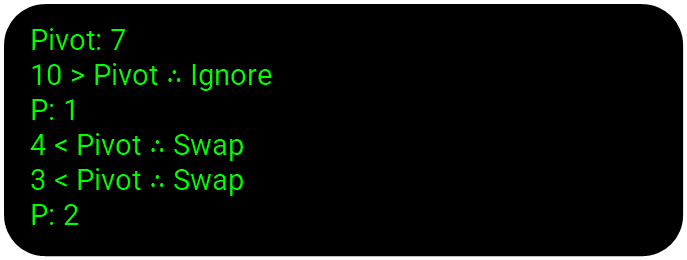 Pivot: 7
10 > Pivot ∴ Ignore
P: 1
4 < Pivot ∴ Swap
3 < Pivot ∴ Swap
P: 2